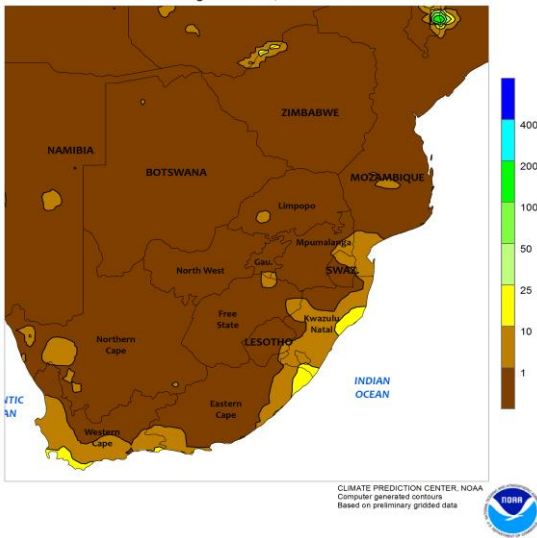 ZIMBABWE
NAMIBIA
BOTSWANA
MOZAMBIQUE
Limpopo
Mpumalanga
Gau.
North West
SWAZ.
Free
State
Kwazulu
Natal
Northern
Cape
LESOTHO
INDIAN
OCEAN
NTIC
AN
Eastern
Cape
Western
Cape
400
200
100
50
25
10
1
CLIMATE PREDICTION CENTER, NOAA
Computer generated contours
Based on preliminary gridded data
NOAA